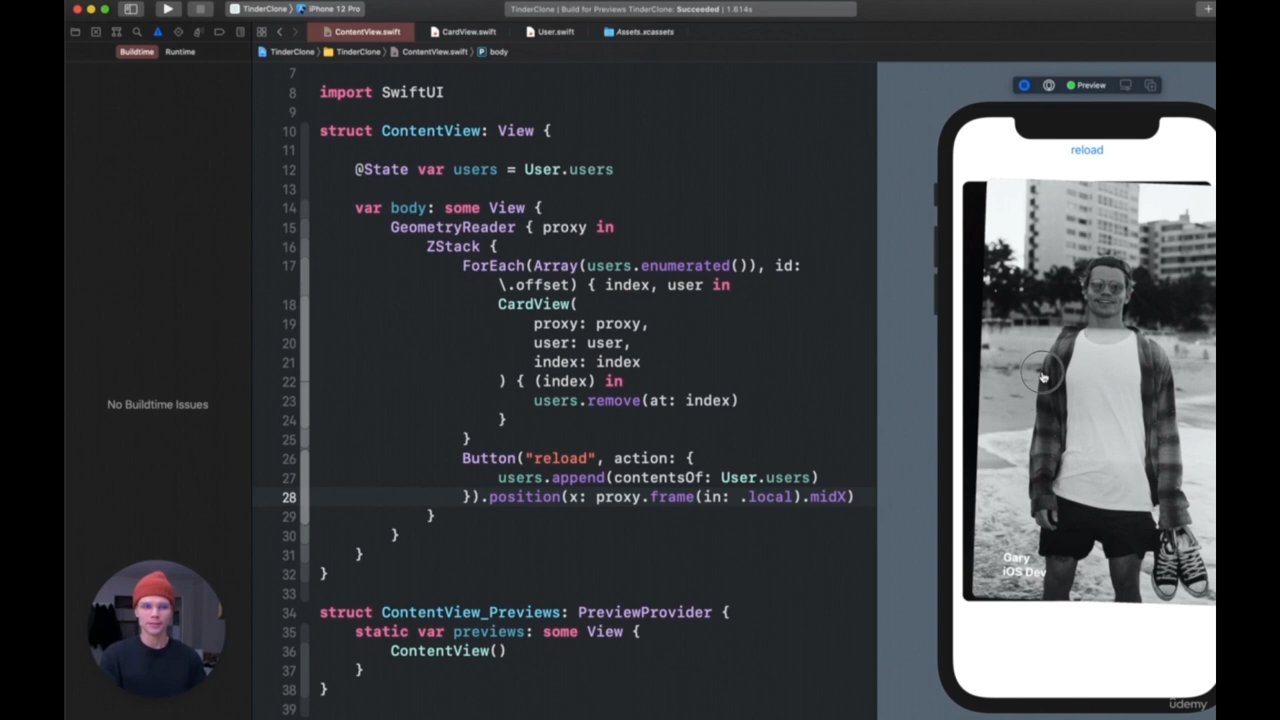 TinderClone
iPhone 12 Pro
TinderClone | Build for Previews TinderClone: Succeeded | 1.614s
ContentView.swift
CardView.swift
User.swift
Assets.xcassets
Buildtime
Runtime
TinderClone
TinderClone
ContentView.swift
body
No Buildtime Issues
7
8 import SwiftUI
9
10 struct ContentView: View {
11
12 @State var users = User.users
13
14 var body: some View {
15 GeometryReader { proxy in
16 ZStack {
17 ForEach(Array(users.enumerated()), id:
\.offset) { index, user in
18 CardView(
19 proxy: proxy,
20 user: user,
21 index: index
22 ) { (index) in
23 users.remove(at: index)
24 }
25 }
26 Button("reload", action: {
27 users.append(contentsOf: User.users)
28 }).position(x: proxy.frame(in: .local).midX)
29 }
30 }
31 }
32 }
33
34 struct ContentView_Previews: PreviewProvider {
35 static var previews: some View {
36 ContentView()
37 }
38 }
39
Preview
reload
Gary
iOS Dev
ûdemy